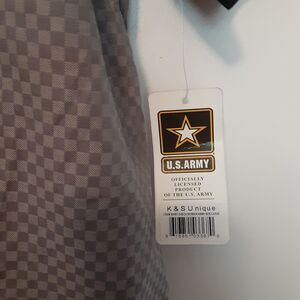 U.S.ARMY
OFFICIALLY
LICENSED
PRODUCT
OF THE U.S. ARMY
K & S Unique